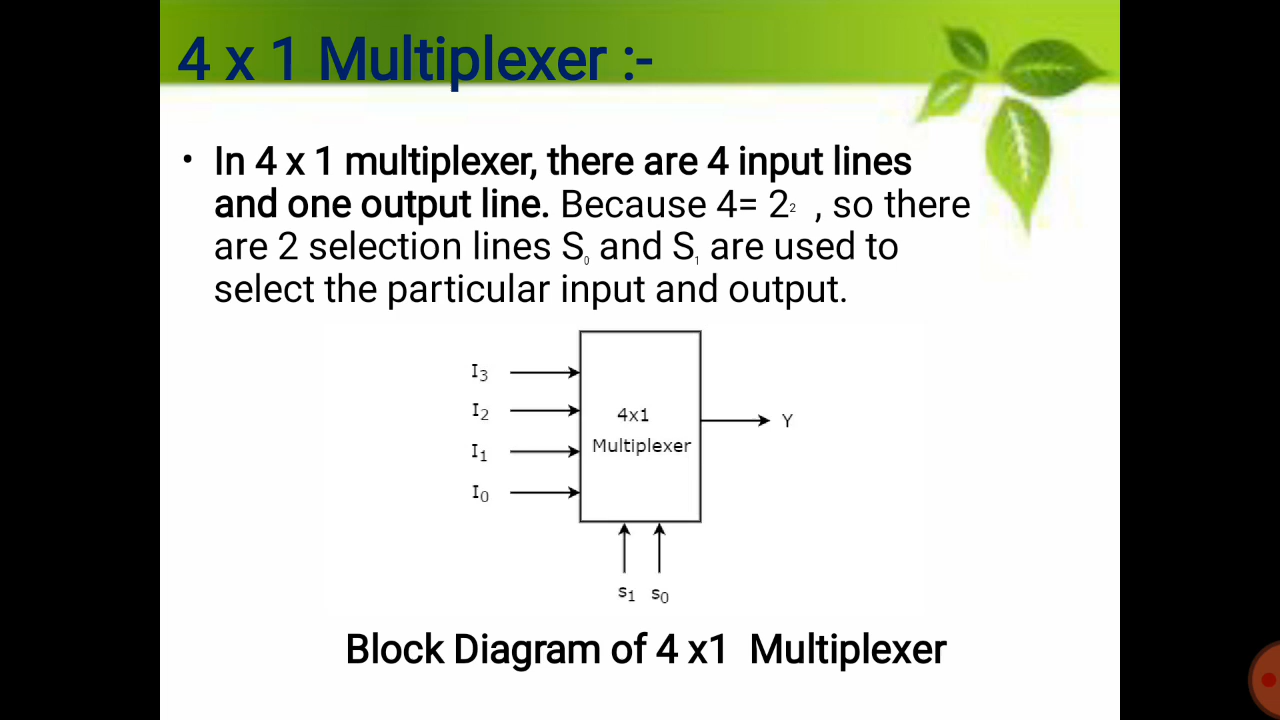 4 x 1 Multiplexer :-
• In 4 x 1 multiplexer, there are 4 input lines
and one output line. Because 4= 2² , so there
are 2 selection lines S₀ and S₁ are used to
select the particular input and output.
I₃
I₂
I₁
I₀
4x1
Multiplexer
Y
s₁ s₀
Block Diagram of 4 x1 Multiplexer